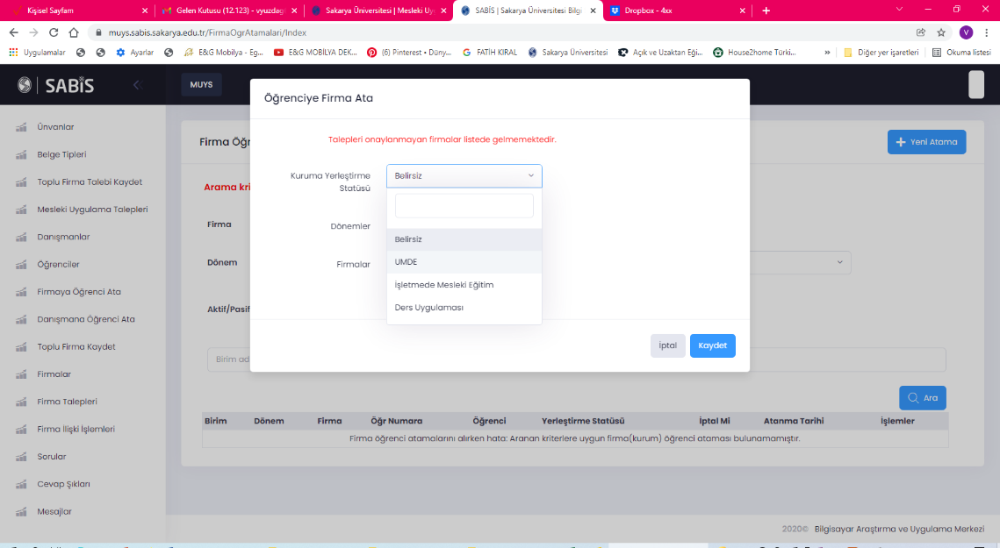 Kişisel Sayfam
Gelen Kutusu (12.123) - vyuzdag
Sakarya Üniversitesi | Mesleki Uy
SABİS | Sakarya Üniversitesi Bilgi
Dropbox - 4xx
muys.sabis.sakarya.edu.tr/FirmaOgrAtamalari/Index
V
Uygulamalar
Ayarlar
E&G Mobilya - Eg...
E&G MOBİLYA DEK...
(6) Pinterest • Düny...
FATİH KIRAL
Sakarya Üniversitesi
Açık ve Uzaktan Eği...
House2home Türki...
»
Diğer yer işaretleri
Okuma listesi
SABİS
MUYS
Ünvanlar
Belge Tipleri
Toplu Firma Talebi Kaydet
Mesleki Uygulama Talepleri
Danışmanlar
Öğrenciler
Firmaya Öğrenci Ata
Danışmana Öğrenci Ata
Toplu Firma Kaydet
Firmalar
Firma Talepleri
Firma İlişki İşlemleri
Sorular
Cevap Şıkları
Mesajlar
Firma Öğr
+ Yeni Atama
Arama kri
Firma
Dönem
Aktif/Pasif
Birim ad
Öğrenciye Firma Ata
Talepleri onaylanmayan firmalar listede gelmemektedir.
Kuruma Yerleştirme
Statüsü
Belirsiz
Dönemler
Firmalar
Belirsiz
UMDE
İşletmede Mesleki Eğitim
Ders Uygulaması
İptal
Kaydet
Ara
Birim Dönem Firma Öğr Numara Öğrenci Yerleştirme Statüsü İptal Mi Atanma Tarihi İşlemler
Firma öğrenci atamalarını alırken hata: Aranan kriterlere uygun firma(kurum) öğrenci ataması bulunamamıştır.
2020© Bilgisayar Araştırma ve Uygulama Merkezi